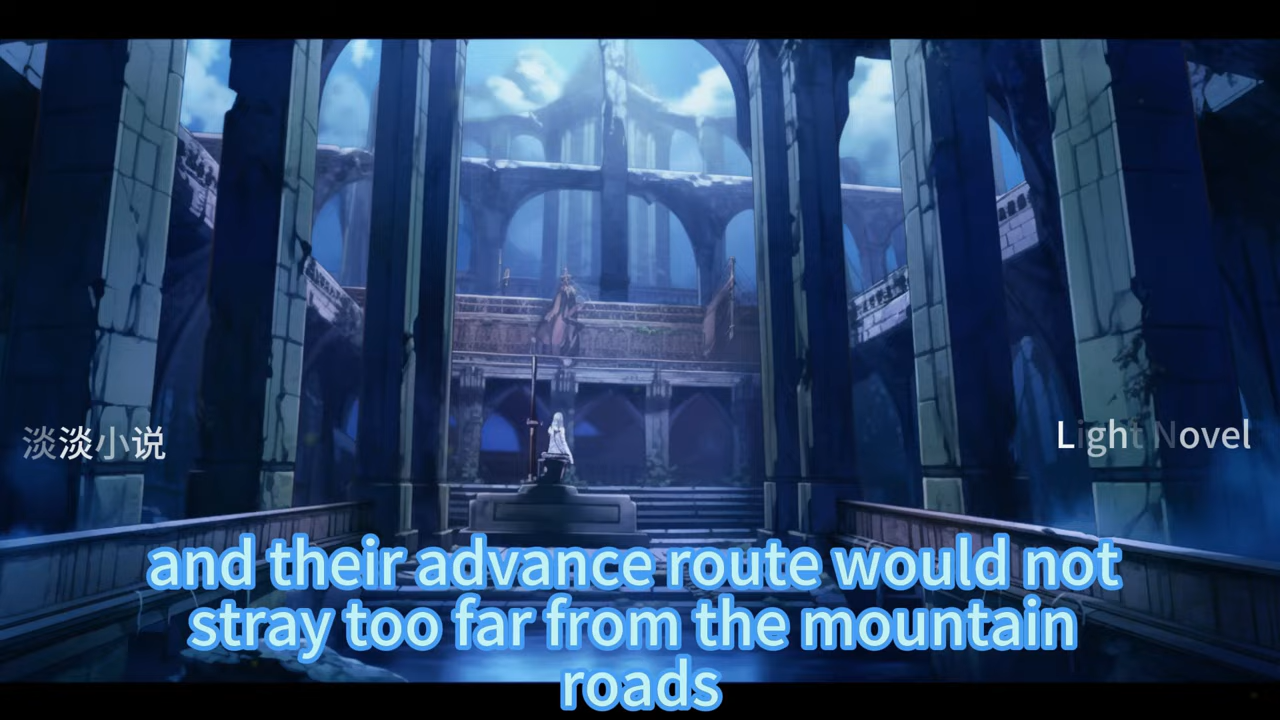 淡淡小说
Light Novel
and their advance route would not
stray too far from the mountain
roads